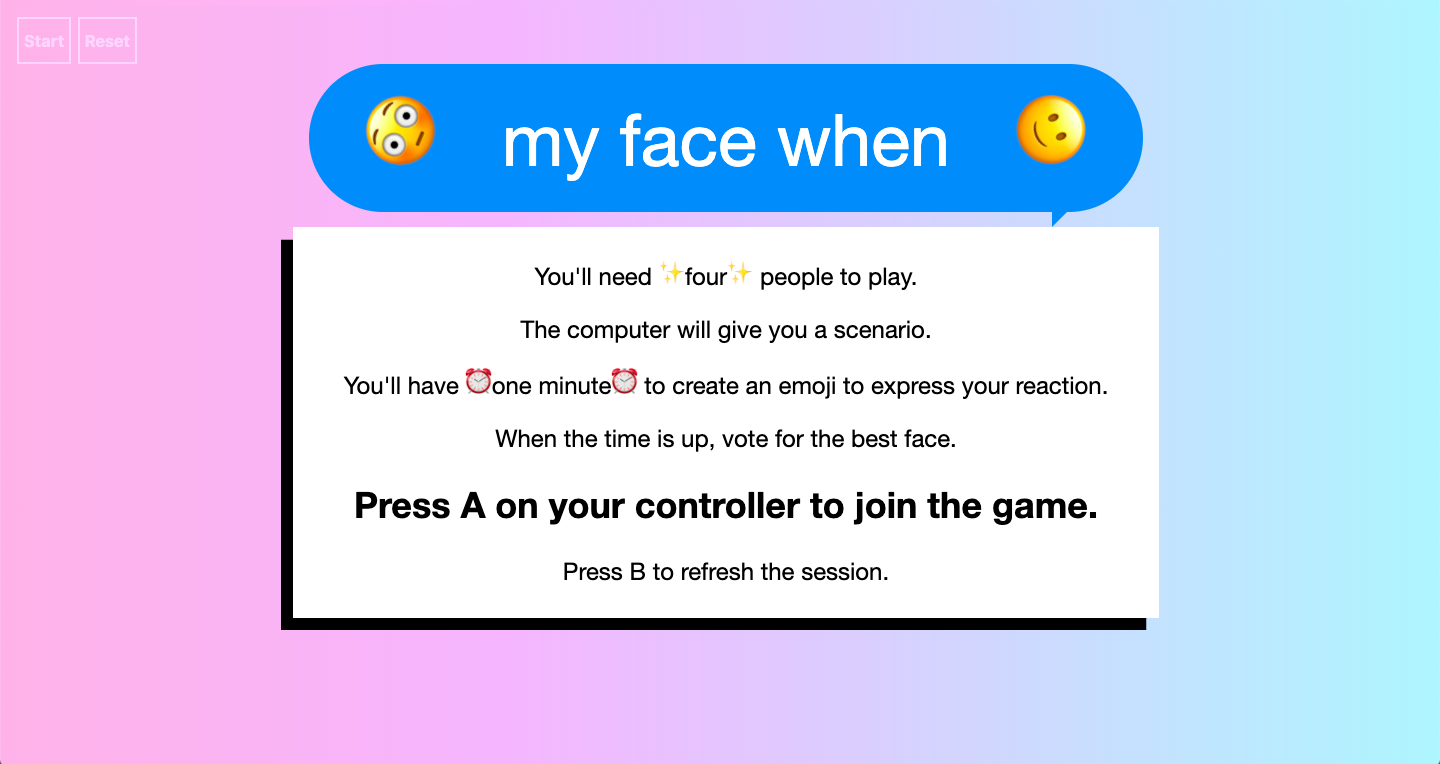 Start Reset
my face when
You'll need ✨four✨ people to play.
The computer will give you a scenario.
You'll have ⏰one minute⏰ to create an emoji to express your reaction.
When the time is up, vote for the best face.
Press A on your controller to join the game.
Press B to refresh the session.